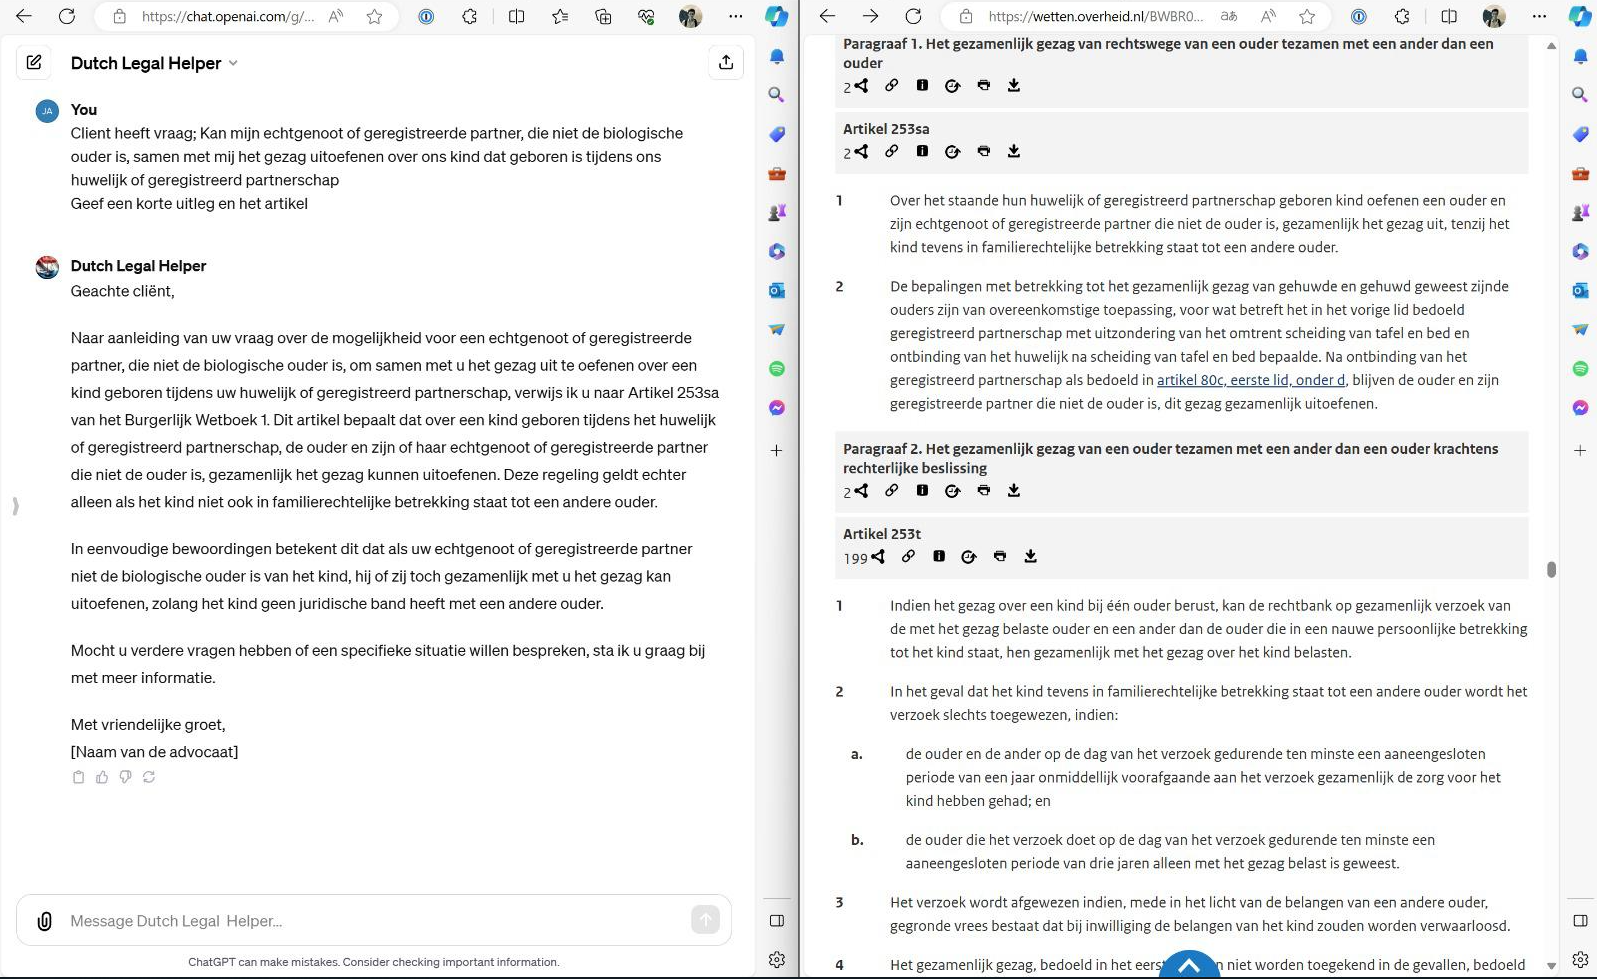 https://chat.openai.com/g/...
Dutch Legal Helper
JA
You
Client heeft vraag; Kan mijn echtgenoot of geregistreerde partner, die niet de biologische
ouder is, samen met mij het gezag uitoefenen over ons kind dat geboren is tijdens ons
huwelijk of geregistreerd partnerschap
Geef een korte uitleg en het artikel
Dutch Legal Helper
Geachte cliënt,
Naar aanleiding van uw vraag over de mogelijkheid voor een echtgenoot of geregistreerde
partner, die niet de biologische ouder is, om samen met u het gezag uit te oefenen over een
kind geboren tijdens uw huwelijk of geregistreerd partnerschap, verwijs ik u naar Artikel 253sa
van het Burgerlijk Wetboek 1. Dit artikel bepaalt dat over een kind geboren tijdens het huwelijk
of geregistreerd partnerschap, de ouder en zijn of haar echtgenoot of geregistreerde partner
die niet de ouder is, gezamenlijk het gezag kunnen uitoefenen. Deze regeling geldt echter
alleen als het kind niet ook in familierechtelijke betrekking staat tot een andere ouder.
In eenvoudige bewoordingen betekent dit dat als uw echtgenoot of geregistreerde partner
niet de biologische ouder is van het kind, hij of zij toch gezamenlijk met u het gezag kan
uitoefenen, zolang het kind geen juridische band heeft met een andere ouder.
Mocht u verdere vragen hebben of een specifieke situatie willen bespreken, sta ik u graag bij
met meer informatie.
Met vriendelijke groet,
[Naam van de advocaat]
Message Dutch Legal Helper...
ChatGPT can make mistakes. Consider checking important information.
https://wetten.overheid.nl/BWBR0...
Paragraaf 1. Het gezamenlijk gezag van rechtswege van een ouder tezamen met een ander dan een
ouder
2
Artikel 253sa
2
1 Over het staande hun huwelijk of geregistreerd partnerschap geboren kind oefenen een ouder en
zijn echtgenoot of geregistreerde partner die niet de ouder is, gezamenlijk het gezag uit, tenzij het
kind tevens in familierechtelijke betrekking staat tot een andere ouder.
2 De bepalingen met betrekking tot het gezamenlijk gezag van gehuwde en gehuwd geweest zijnde
ouders zijn van overeenkomstige toepassing, voor wat betreft het in het vorige lid bedoeld
geregistreerd partnerschap met uitzondering van het omtrent scheiding van tafel en bed en
ontbinding van het huwelijk na scheiding van tafel en bed bepaalde. Na ontbinding van het
geregistreerd partnerschap als bedoeld in artikel 80c, eerste lid, onder d, blijven de ouder en zijn
geregistreerde partner die niet de ouder is, dit gezag gezamenlijk uitoefenen.
Paragraaf 2. Het gezamenlijk gezag van een ouder tezamen met een ander dan een ouder krachtens
rechterlijke beslissing
2
Artikel 253t
199
1 Indien het gezag over een kind bij één ouder berust, kan de rechtbank op gezamenlijk verzoek van
de met het gezag belaste ouder en een ander dan de ouder die in een nauwe persoonlijke betrekking
tot het kind staat, hen gezamenlijk met het gezag over het kind belasten.
2 In het geval dat het kind tevens in familierechtelijke betrekking staat tot een andere ouder wordt het
verzoek slechts toegewezen, indien:
a. de ouder en de ander op de dag van het verzoek gedurende ten minste een aaneengesloten
periode van een jaar onmiddellijk voorafgaande aan het verzoek gezamenlijk de zorg voor het
kind hebben gehad; en
b. de ouder die het verzoek doet op de dag van het verzoek gedurende ten minste een
aaneengesloten periode van drie jaren alleen met het gezag belast is geweest.
3 Het verzoek wordt afgewezen indien, mede in het licht van de belangen van een andere ouder,
gegronde vrees bestaat dat bij inwilliging de belangen van het kind zouden worden verwaarloosd.
4 Het gezamenlijk gezag, bedoeld in het eers n niet worden toegekend in de gevallen, bedoeld